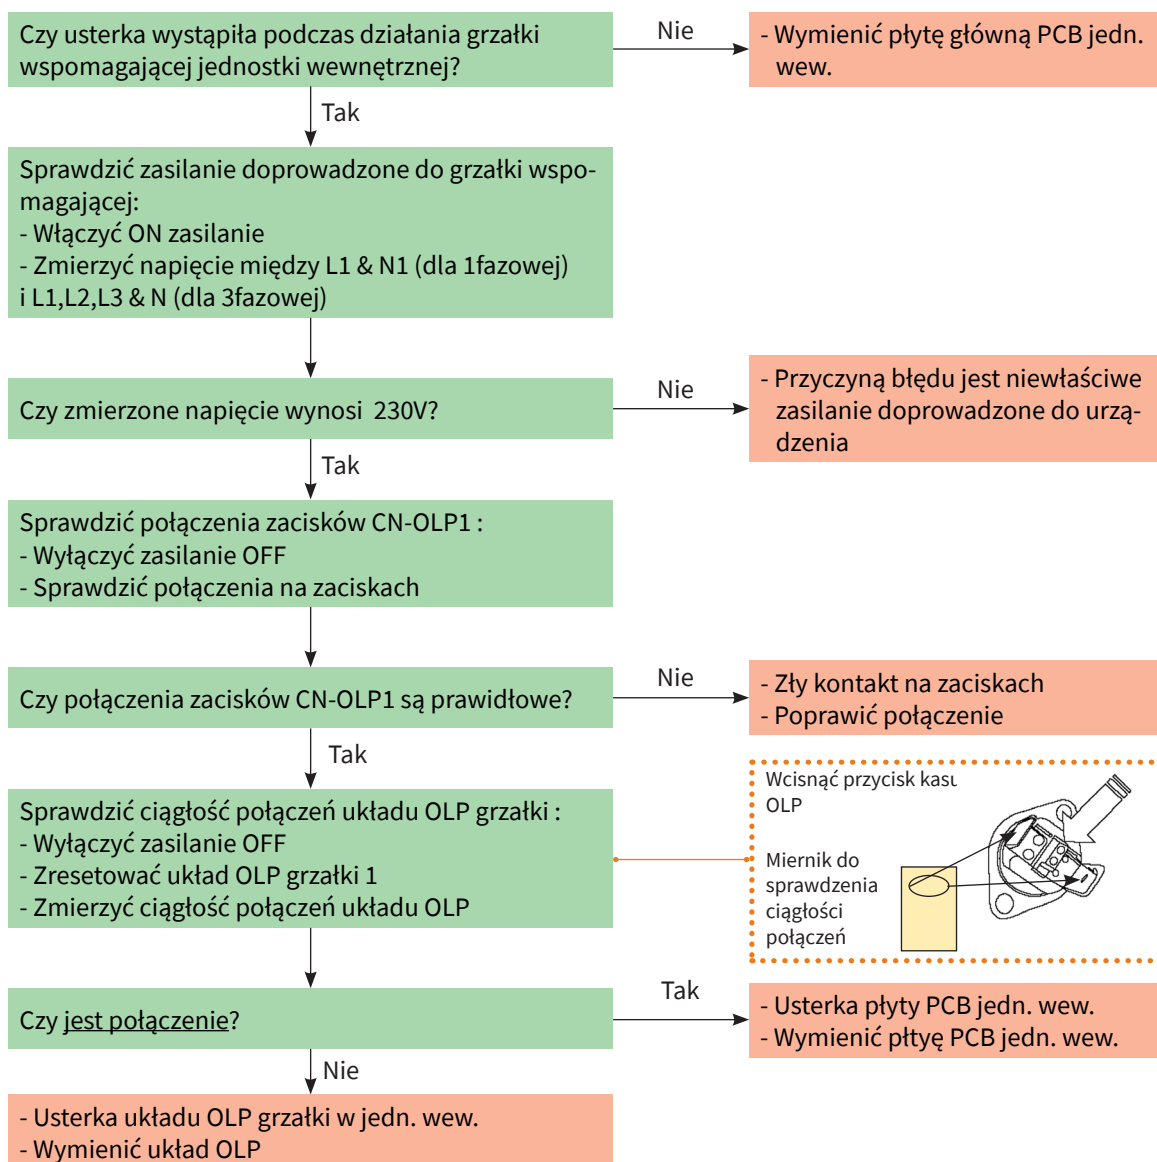 Czy usterka wystąpiła podczas działania grzałki
wspomagającej jednostki wewnętrznej?
Nie
- Wymienić płytę główną PCB jedn.
wew.
Tak
Sprawdzić zasilanie doprowadzone do grzałki wspo-
magającej:
- Włączyć ON zasilanie
- Zmierzyć napięcie między L1 & N1 (dla 1fazowej)
i L1,L2,L3 & N (dla 3fazowej)
Czy zmierzone napięcie wynosi 230V?
Nie
- Przyczyną błędu jest niewłaściwe
zasilanie doprowadzone do urzą-
dzenia
Tak
Sprawdzić połączenia zacisków CN-OLP1 :
- Wyłączyć zasilanie OFF
- Sprawdzić połączenia na zaciskach
Czy połączenia zacisków CN-OLP1 są prawidłowe?
Nie
- Zły kontakt na zaciskach
- Poprawić połączenie
Tak
Sprawdzić ciągłość połączeń układu OLP grzałki :
- Wyłączyć zasilanie OFF
- Zresetować układ OLP grzałki 1
- Zmierzyć ciągłość połączeń układu OLP
Wcisnąć przycisk kasu
OLP
Miernik do
sprawdzenia
ciągłości
połączeń
Czy jest połączenie?
Tak
- Usterka płyty PCB jedn. wew.
- Wymienić płtyę PCB jedn. wew.
Nie
- Usterka układu OLP grzałki w jedn. wew.
- Wymienić układ OLP